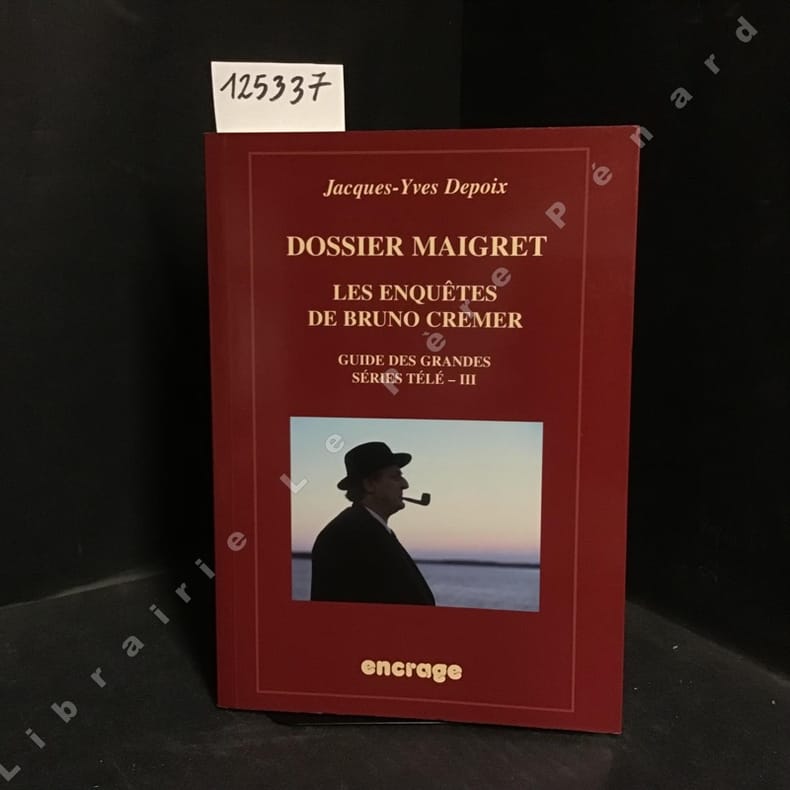 125337
Jacques-Yves Depoix
DOSSIER MAIGRET
LES ENQUÊTES
DE BRUNO CREMER
GUIDE DES GRANDES
SÉRIES TÉLÉ – III
encrage
Librairie Le Père Pénard